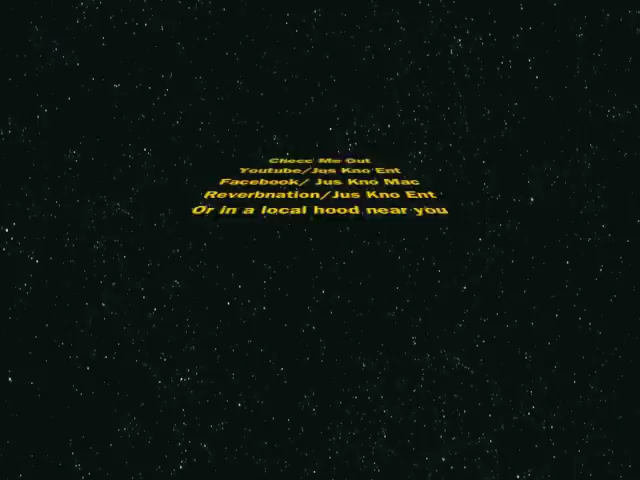 Checc Me Out
Youtube/Jus Kno Ent
Facebook/ Jus Kno Mac
Reverbnation/Jus Kno Ent
Or in a local hood near you